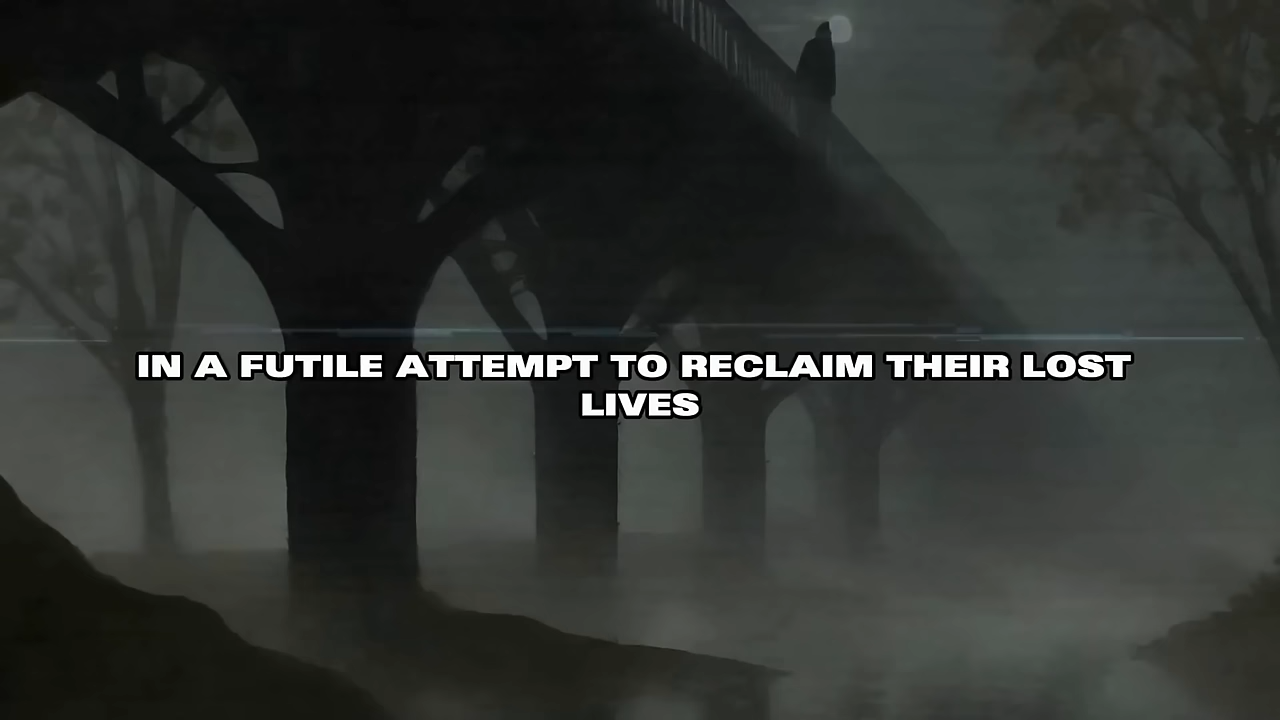 IN A FUTILE ATTEMPT TO RECLAIM THEIR LOST
LIVES